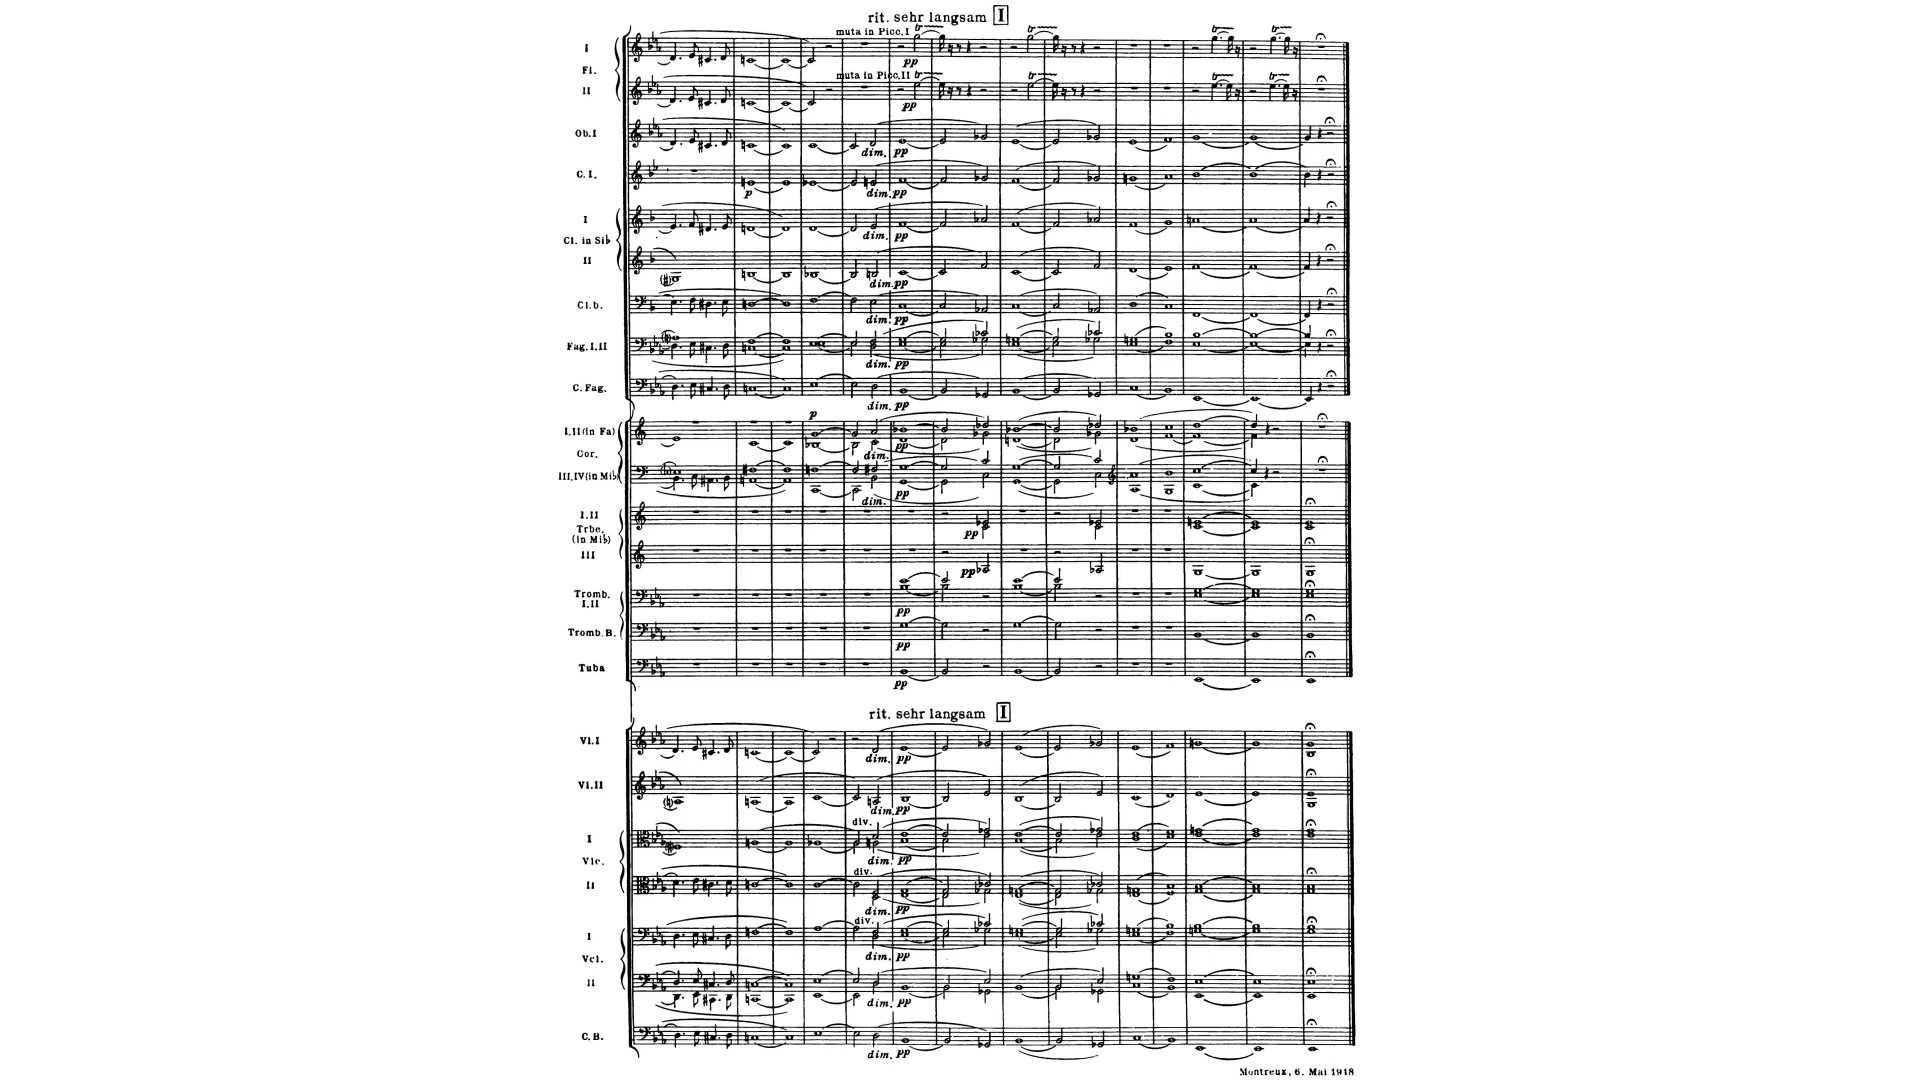 rit. sehr langsam I
muta in Picc. I
I
Fl.
pp
muta in Picc. II
II
pp
Ob. I
dim. pp
C. I.
p dim. pp
I
dim. pp
Cl. in Sib
II
dim. pp
Cl. b.
dim. pp
Fag. I. II
dim. pp
C. Fag.
dim. pp
p
I. II (in Fa)
pp
Cor.
dim.
III. IV (in Mib)
pp
dim.
I. II
Trbe.
pp
(in Mib)
III
pp
Tromb.
I. II
pp
Tromb. B.
pp
Tuba
pp
rit. sehr langsam I
Vl. I
dim. pp
Vl. II
dim. pp
div.
I
Vle.
dim. pp
div.
II
dim. pp
div.
I
Vcl.
dim. pp
II
dim. pp
C. B.
dim. pp
Montreux, 6. Mai 1918